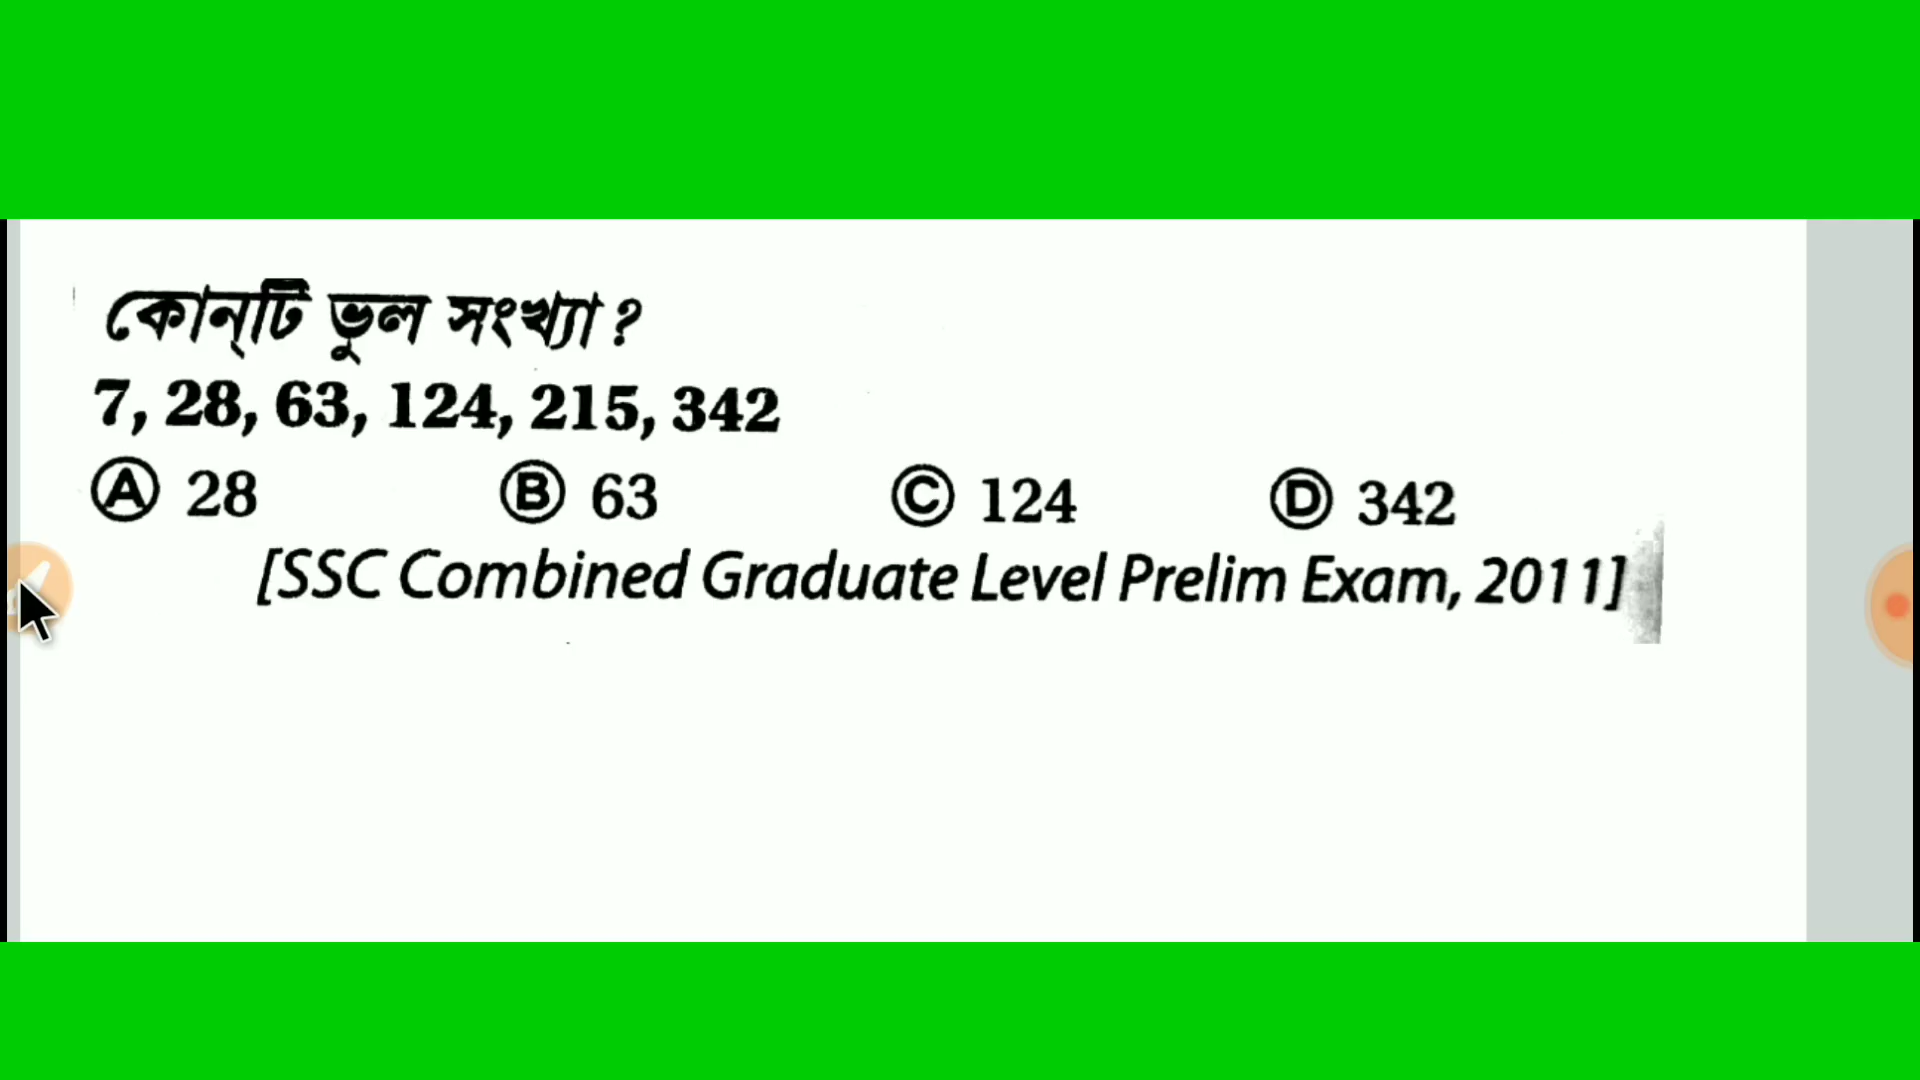 কোন্‌টি ভুল সংখ্যা ?
7, 28, 63, 124, 215, 342
Ⓐ 28 Ⓑ 63 Ⓒ 124 Ⓓ 342
[SSC Combined Graduate Level Prelim Exam, 2011]